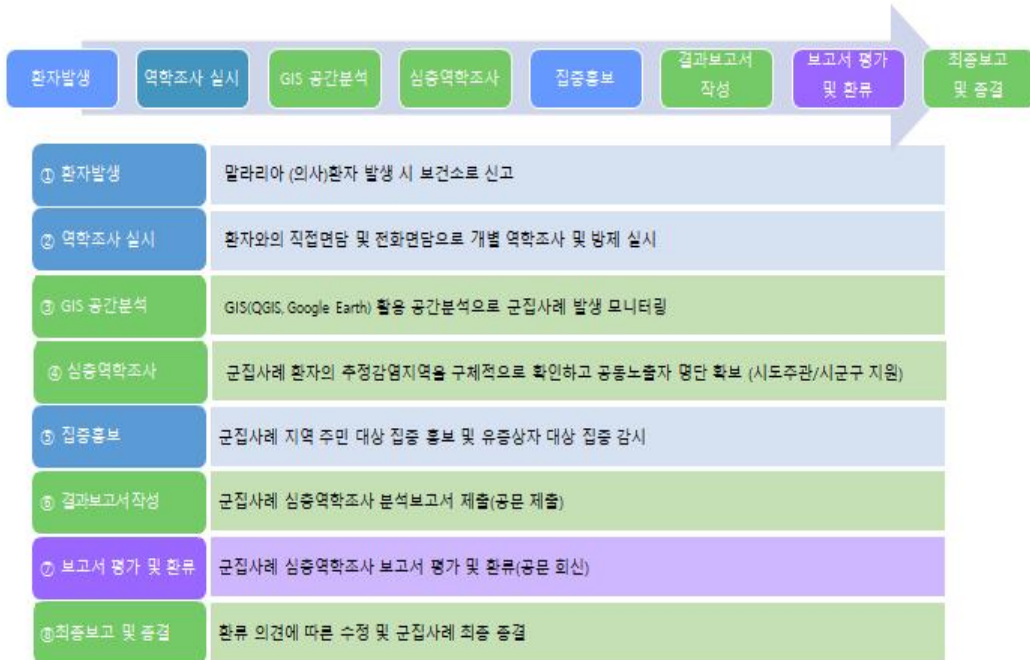 환자발생
역학조사 실시
GIS 공간분석
심층역학조사
집중홍보
결과보고서
작성
보고서 평가
및 환류
최종보고
및 종결
① 환자발생
말라리아 (의사)환자 발생 시 보건소로 신고
② 역학조사 실시
환자와의 직접면담 및 전화면담으로 개별 역학조사 및 방제 실시
③ GIS 공간분석
GIS(QGIS, Google Earth) 활용 공간분석으로 군집사례 발생 모니터링
④ 심층역학조사
군집사례 환자의 추정감염지역을 구체적으로 확인하고 공동노출자 명단 확보 (시도주관/시군구 지원)
⑤ 집중홍보
군집사례 지역 주민 대상 집중 홍보 및 유증상자 대상 집중 감시
⑥ 결과보고서작성
군집사례 심층역학조사 분석보고서 제출(공문 제출)
⑦ 보고서 평가 및 환류
군집사례 심층역학조사 보고서 평가 및 환류(공문 회신)
⑧최종보고 및 종결
환류 의견에 따른 수정 및 군집사례 최종 종결